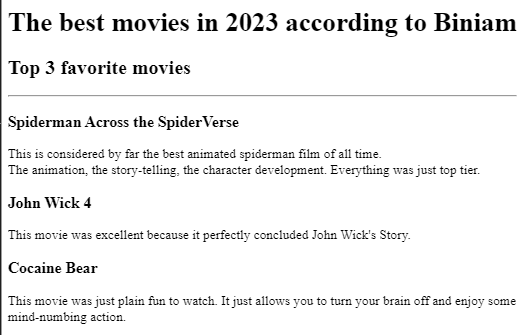 The best movies in 2023 according to Biniam
Top 3 favorite movies
Spiderman Across the SpiderVerse
This is considered by far the best animated spiderman film of all time.
The animation, the story-telling, the character development. Everything was just top tier.
John Wick 4
This movie was excellent because it perfectly concluded John Wick's Story.
Cocaine Bear
This movie was just plain fun to watch. It just allows you to turn your brain off and enjoy some
mind-numbing action.